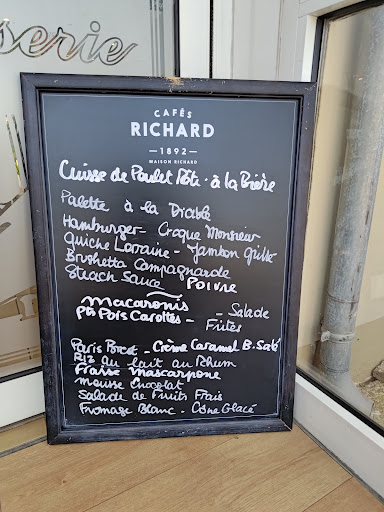 serie
CAFÉS
RICHARD
1892
MAISON RICHARD
Cuisse de Poulet Rôti - à la Bière
Palette à la Diable
Hamburger - Croque Monsieur
Quiche Lorraine - Jambon Grillé
Brushetta Campagnarde
Steack Sauce POIVRE
Macaronis - Salade
Pts Pois Carottes - Frites
Paris Brest - Crème Caramel B. Salé
Riz au lait au Rhum
Fraise mascarpone
Mousse Chocolat
Salade de Fruits Frais
Fromage Blanc - Cône Glacé